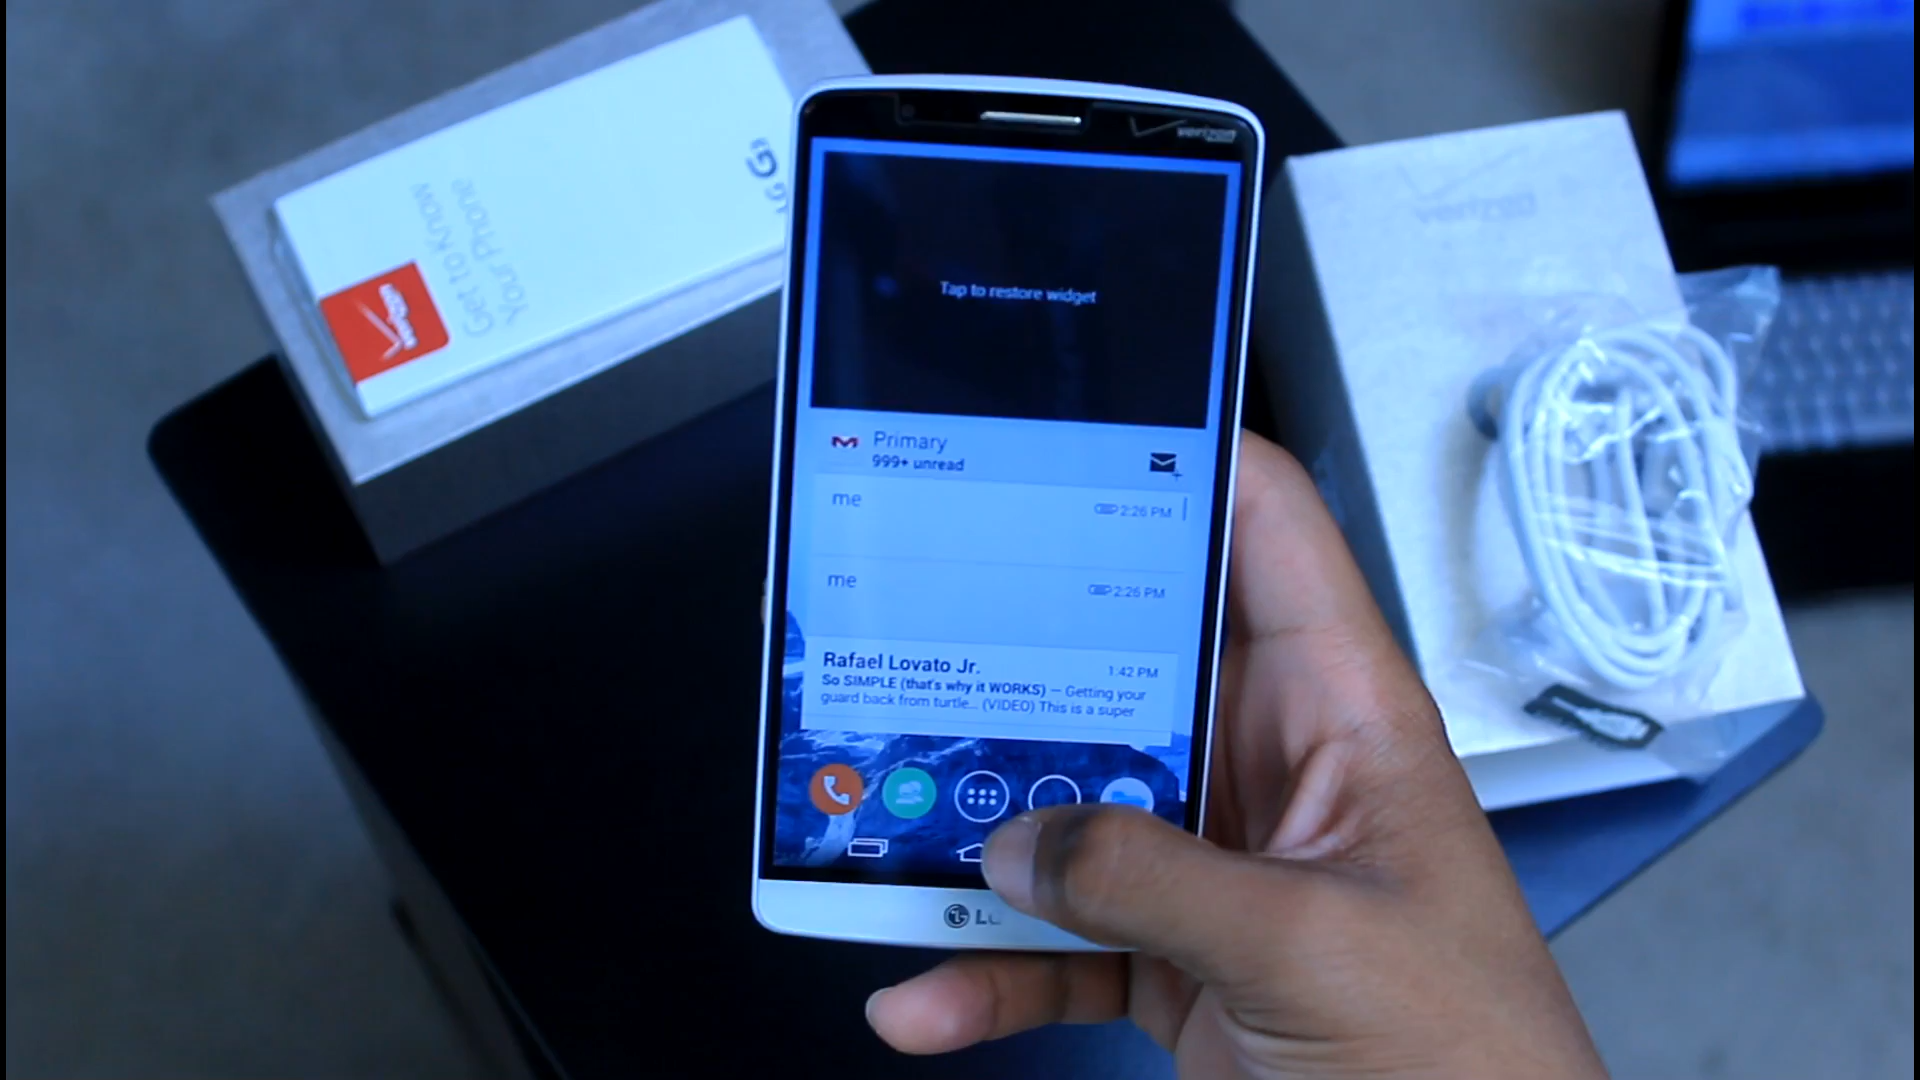 LG G3
Get to Know
Your Phone
verizon
verizon
verizon
Tap to restore widget
Primary
999+ unread
me
2:26 PM
me
2:26 PM
Rafael Lovato Jr.
1:42 PM
So SIMPLE (that's why it WORKS) – Getting your
guard back from turtle... (VIDEO) This is a super
LG